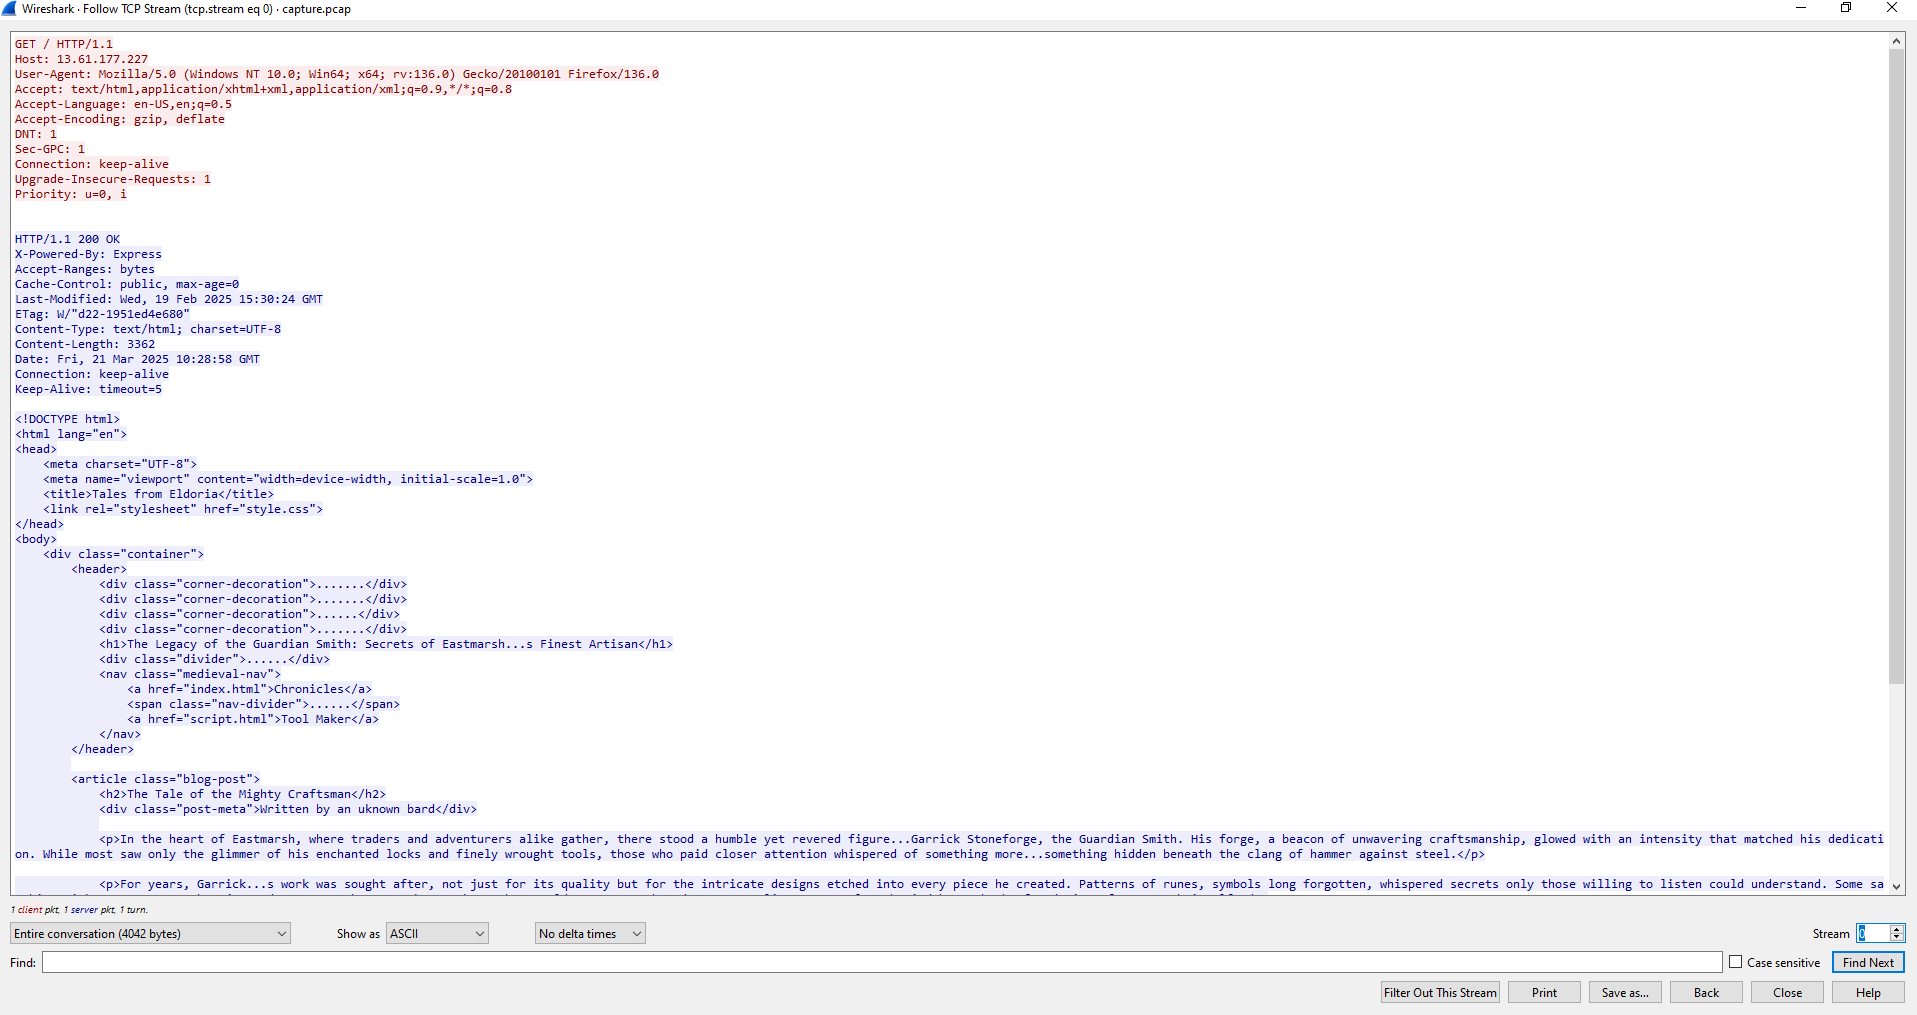 Wireshark · Follow TCP Stream (tcp.stream eq 0) · capture.pcap
GET / HTTP/1.1
Host: 13.61.177.227
User-Agent: Mozilla/5.0 (Windows NT 10.0; Win64; x64; rv:136.0) Gecko/20100101 Firefox/136.0
Accept: text/html,application/xhtml+xml,application/xml;q=0.9,*/*;q=0.8
Accept-Language: en-US,en;q=0.5
Accept-Encoding: gzip, deflate
DNT: 1
Sec-GPC: 1
Connection: keep-alive
Upgrade-Insecure-Requests: 1
Priority: u=0, i
HTTP/1.1 200 OK
X-Powered-By: Express
Accept-Ranges: bytes
Cache-Control: public, max-age=0
Last-Modified: Wed, 19 Feb 2025 15:30:24 GMT
ETag: W/"d22-1951ed4e680"
Content-Type: text/html; charset=UTF-8
Content-Length: 3362
Date: Fri, 21 Mar 2025 10:28:58 GMT
Connection: keep-alive
Keep-Alive: timeout=5
<!DOCTYPE html>
<html lang="en">
<head>
<meta charset="UTF-8">
<meta name="viewport" content="width=device-width, initial-scale=1.0">
<title>Tales from Eldoria</title>
<link rel="stylesheet" href="style.css">
</head>
<body>
<div class="container">
<header>
<div class="corner-decoration">.......</div>
<div class="corner-decoration">.......</div>
<div class="corner-decoration">......</div>
<div class="corner-decoration">.......</div>
<h1>The Legacy of the Guardian Smith: Secrets of Eastmarsh...s Finest Artisan</h1>
<div class="divider">......</div>
<nav class="medieval-nav">
<a href="index.html">Chronicles</a>
<span class="nav-divider">......</span>
<a href="script.html">Tool Maker</a>
</nav>
</header>
<article class="blog-post">
<h2>The Tale of the Mighty Craftsman</h2>
<div class="post-meta">Written by an uknown bard</div>
<p>In the heart of Eastmarsh, where traders and adventurers alike gather, there stood a humble yet revered figure...Garrick Stoneforge, the Guardian Smith. His forge, a beacon of unwavering craftsmanship, glowed with an intensity that matched his dedicati
on. While most saw only the glimmer of his enchanted locks and finely wrought tools, those who paid closer attention whispered of something more...something hidden beneath the clang of hammer against steel.</p>
<p>For years, Garrick...s work was sought after, not just for its quality but for the intricate designs etched into every piece he created. Patterns of runes, symbols long forgotten, whispered secrets only those willing to listen could understand. Some sa
1 client pkt, 1 server pkt, 1 turn.
Entire conversation (4042 bytes) Show as ASCII No delta times Stream 0
Find: Case sensitive Find Next
Filter Out This Stream Print Save as... Back Close Help